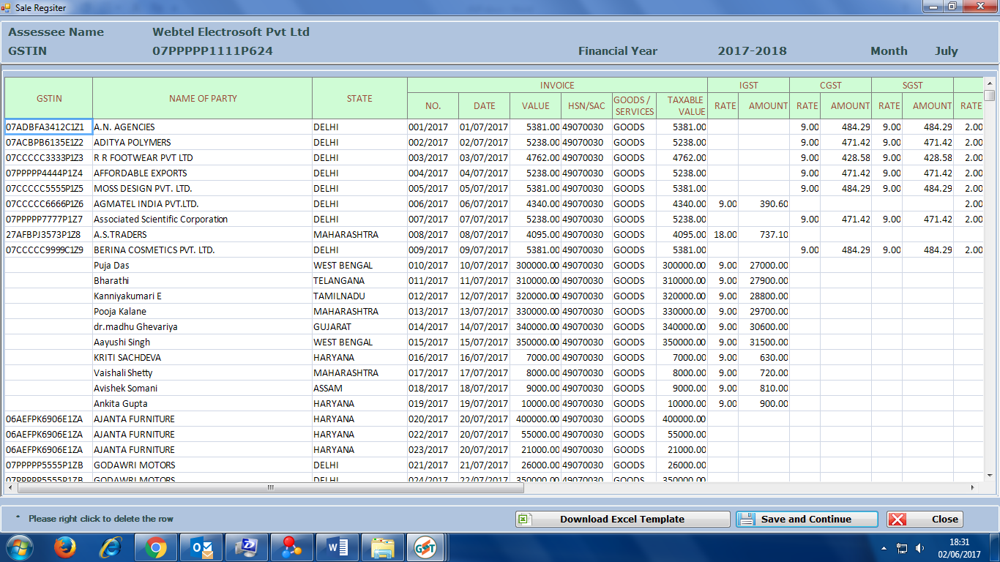 Sale Regsiter
Assessee Name Webtel Electrosoft Pvt Ltd
GSTIN 07PPPPP1111P624 Financial Year 2017-2018 Month July
GSTIN NAME OF PARTY STATE INVOICE IGST CGST SGST
NO. DATE VALUE HSN/SAC GOODS / SERVICES TAXABLE VALUE RATE AMOUNT RATE AMOUNT RATE AMOUNT RATE
07ADBFA3412C1Z1 A.N. AGENCIES DELHI 001/2017 01/07/2017 5381.00 49070030 GOODS 5381.00 9.00 484.29 9.00 484.29 2.00
07ACBPB6135E1Z2 ADITYA POLYMERS DELHI 002/2017 02/07/2017 5238.00 49070030 GOODS 5238.00 9.00 471.42 9.00 471.42 2.00
07CCCCC3333P1Z3 R R FOOTWEAR PVT LTD DELHI 003/2017 03/07/2017 4762.00 49070030 GOODS 4762.00 9.00 428.58 9.00 428.58 2.00
07PPPPP4444P1Z4 AFFORDABLE EXPORTS DELHI 004/2017 04/07/2017 5238.00 49070030 GOODS 5238.00 9.00 471.42 9.00 471.42 2.00
07CCCCC5555P1Z5 MOSS DESIGN PVT. LTD. DELHI 005/2017 05/07/2017 5381.00 49070030 GOODS 5381.00 9.00 484.29 9.00 484.29 2.00
07CCCCC6666P1Z6 AGMATEL INDIA PVT.LTD. DELHI 006/2017 06/07/2017 4340.00 49070030 GOODS 4340.00 9.00 390.60 2.00
07PPPPP7777P1Z7 Associated Scientific Corporation DELHI 007/2017 07/07/2017 5238.00 49070030 GOODS 5238.00 9.00 471.42 9.00 471.42 2.00
27AFBPJ3573P1Z8 A.S.TRADERS MAHARASHTRA 008/2017 08/07/2017 4095.00 49070030 GOODS 4095.00 18.00 737.10
07CCCCC9999C1Z9 BERINA COSMETICS PVT. LTD. DELHI 009/2017 09/07/2017 5381.00 49070030 GOODS 5381.00 9.00 484.29 9.00 484.29 2.00
Puja Das WEST BENGAL 010/2017 10/07/2017 300000.00 49070030 GOODS 300000.00 9.00 27000.00
Bharathi TELANGANA 011/2017 11/07/2017 310000.00 49070030 GOODS 310000.00 9.00 27900.00
Kanniyakumari E TAMILNADU 012/2017 12/07/2017 320000.00 49070030 GOODS 320000.00 9.00 28800.00
Pooja Kalane MAHARASHTRA 013/2017 13/07/2017 330000.00 49070030 GOODS 330000.00 9.00 29700.00
dr.madhu Ghevariya GUJARAT 014/2017 14/07/2017 340000.00 49070030 GOODS 340000.00 9.00 30600.00
Aayushi Singh WEST BENGAL 015/2017 15/07/2017 350000.00 49070030 GOODS 350000.00 9.00 31500.00
KRITI SACHDEVA HARYANA 016/2017 16/07/2017 7000.00 49070030 GOODS 7000.00 9.00 630.00
Vaishali Shetty MAHARASHTRA 017/2017 17/07/2017 8000.00 49070030 GOODS 8000.00 9.00 720.00
Avishek Somani ASSAM 018/2017 18/07/2017 9000.00 49070030 GOODS 9000.00 9.00 810.00
Ankita Gupta HARYANA 019/2017 19/07/2017 10000.00 49070030 GOODS 10000.00 9.00 900.00
06AEFPK6906E1ZA AJANTA FURNITURE HARYANA 020/2017 20/07/2017 400000.00 49070030 GOODS 400000.00
06AEFPK6906E1ZA AJANTA FURNITURE HARYANA 022/2017 20/07/2017 55000.00 49070030 GOODS 55000.00
06AEFPK6906E1ZA AJANTA FURNITURE HARYANA 023/2017 20/07/2017 21000.00 49070030 GOODS 21000.00
07PPPPP5555P1ZB GODAWRI MOTORS DELHI 021/2017 21/07/2017 26000.00 49070030 GOODS 26000.00
07PPPPP5555P1ZB GODAWRI MOTORS DELHI 024/2017 22/07/2017 350000.00 49070030 GOODS 350000.00
* Please right click to delete the row Download Excel Template Save and Continue Close
GST 18:31
02/06/2017